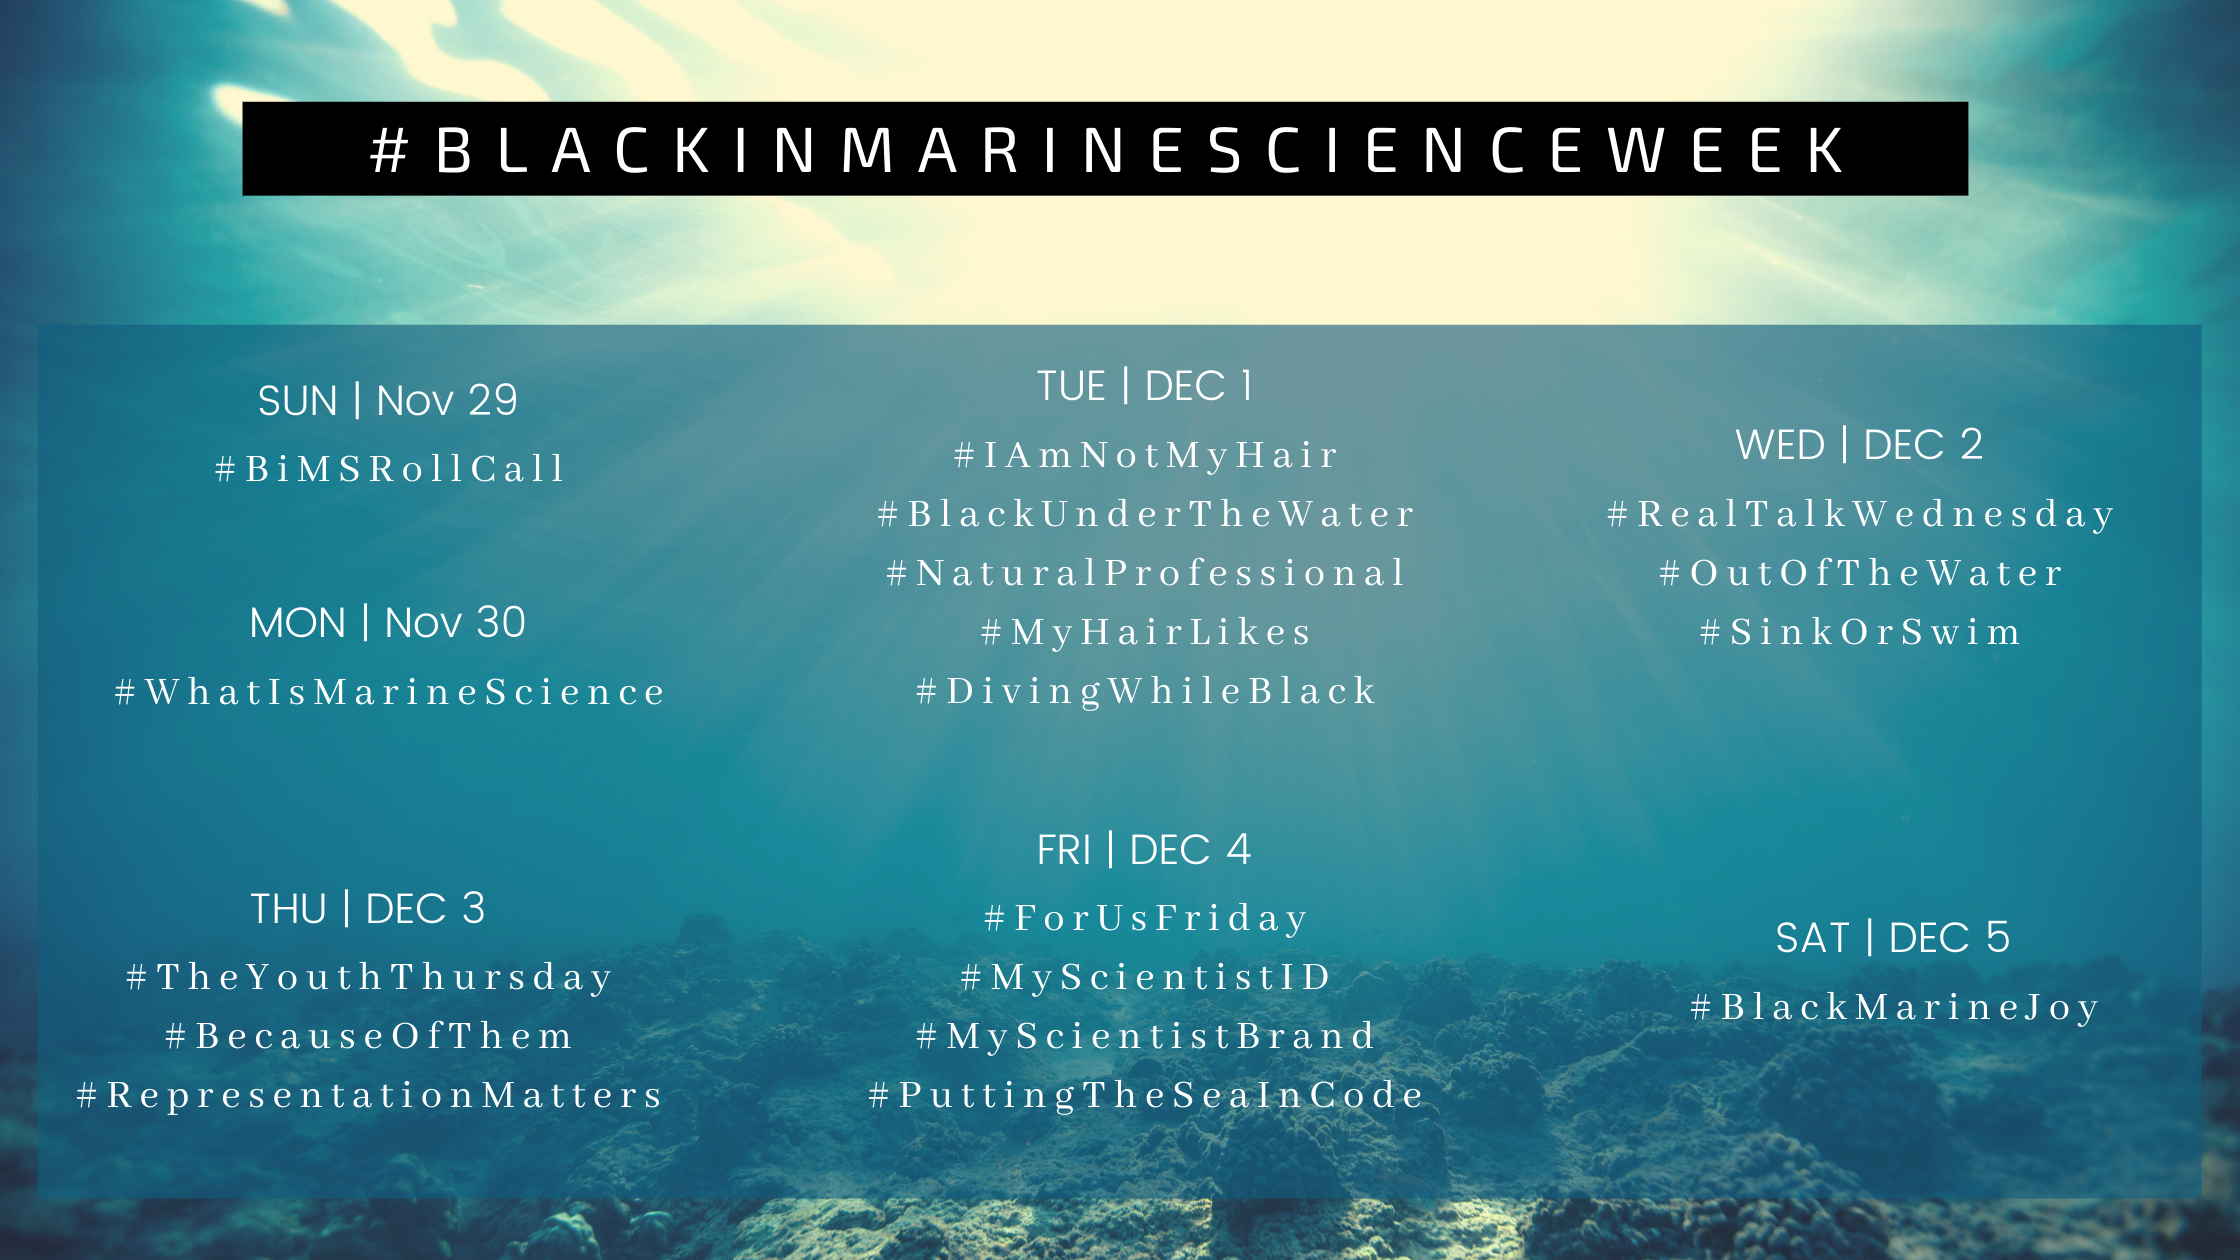 #BLACKINMARINESCIENCEWEEK
SUN | Nov 29
#BiMSRollCall
MON | Nov 30
#WhatIsMarineScience
TUE | DEC 1
#IAmNotMyHair
#BlackUnderTheWater
#NaturalProfessional
#MyHairLikes
#DivingWhileBlack
WED | DEC 2
#RealTalkWednesday
#OutOfTheWater
#SinkOrSwim
THU | DEC 3
#TheYouthThursday
#BecauseOfThem
#RepresentationMatters
FRI | DEC 4
#ForUsFriday
#MyScientistID
#MyScientistBrand
#PuttingTheSeaInCode
SAT | DEC 5
#BlackMarineJoy